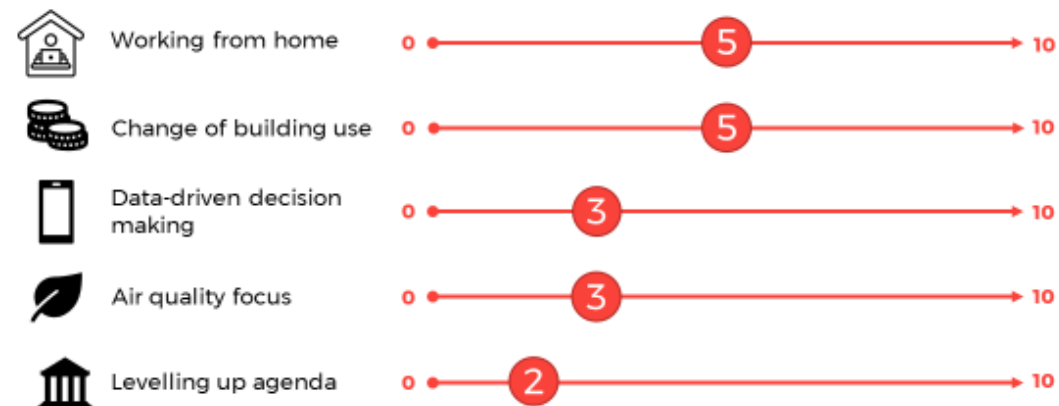 Working from home 0 5 10
Change of building use 0 5 10
Data-driven decision
making 0 3 10
Air quality focus 0 3 10
Levelling up agenda 0 2 10